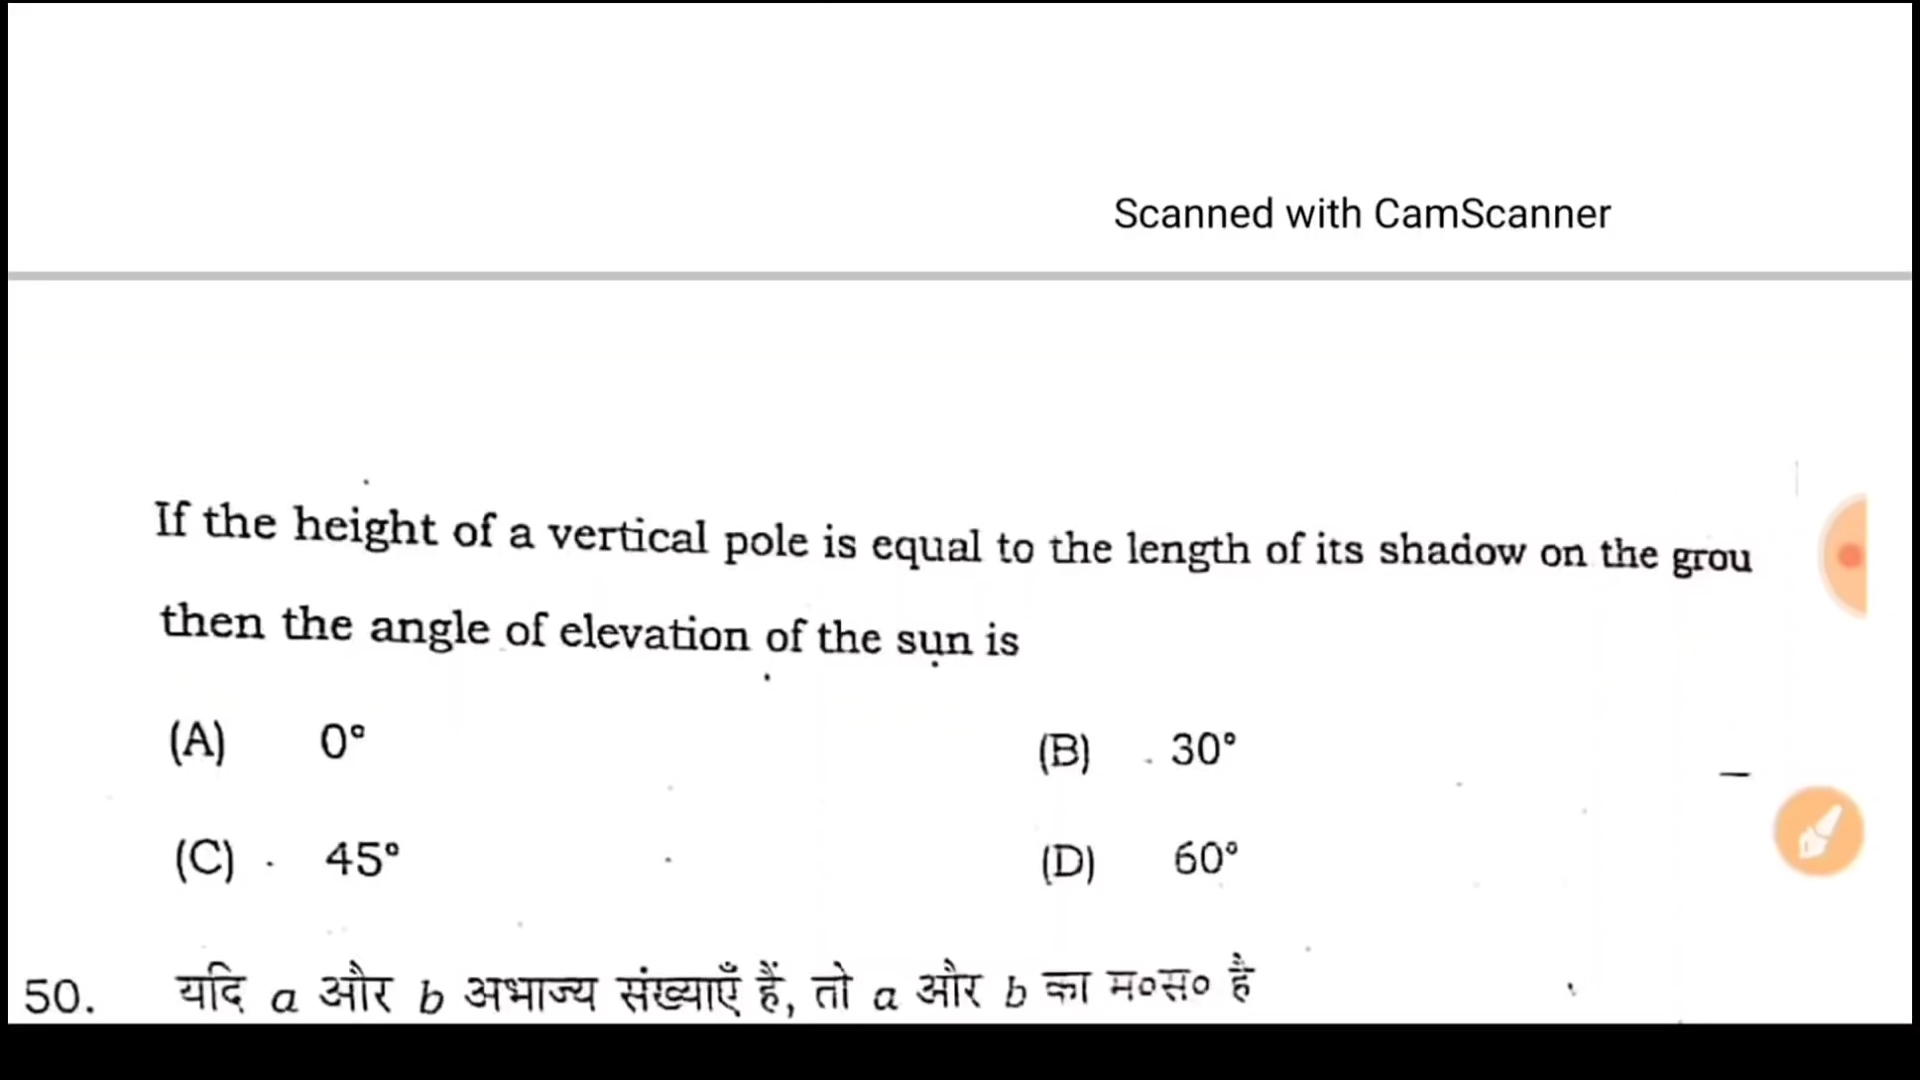 Scanned with CamScanner
If the height of a vertical pole is equal to the length of its shadow on the grou
then the angle of elevation of the sun is
(A) 0° (B) 30°
(C) 45° (D) 60°
50. यदि a और b अभाज्य संख्याएँ हैं, तो a और b का म०स० है